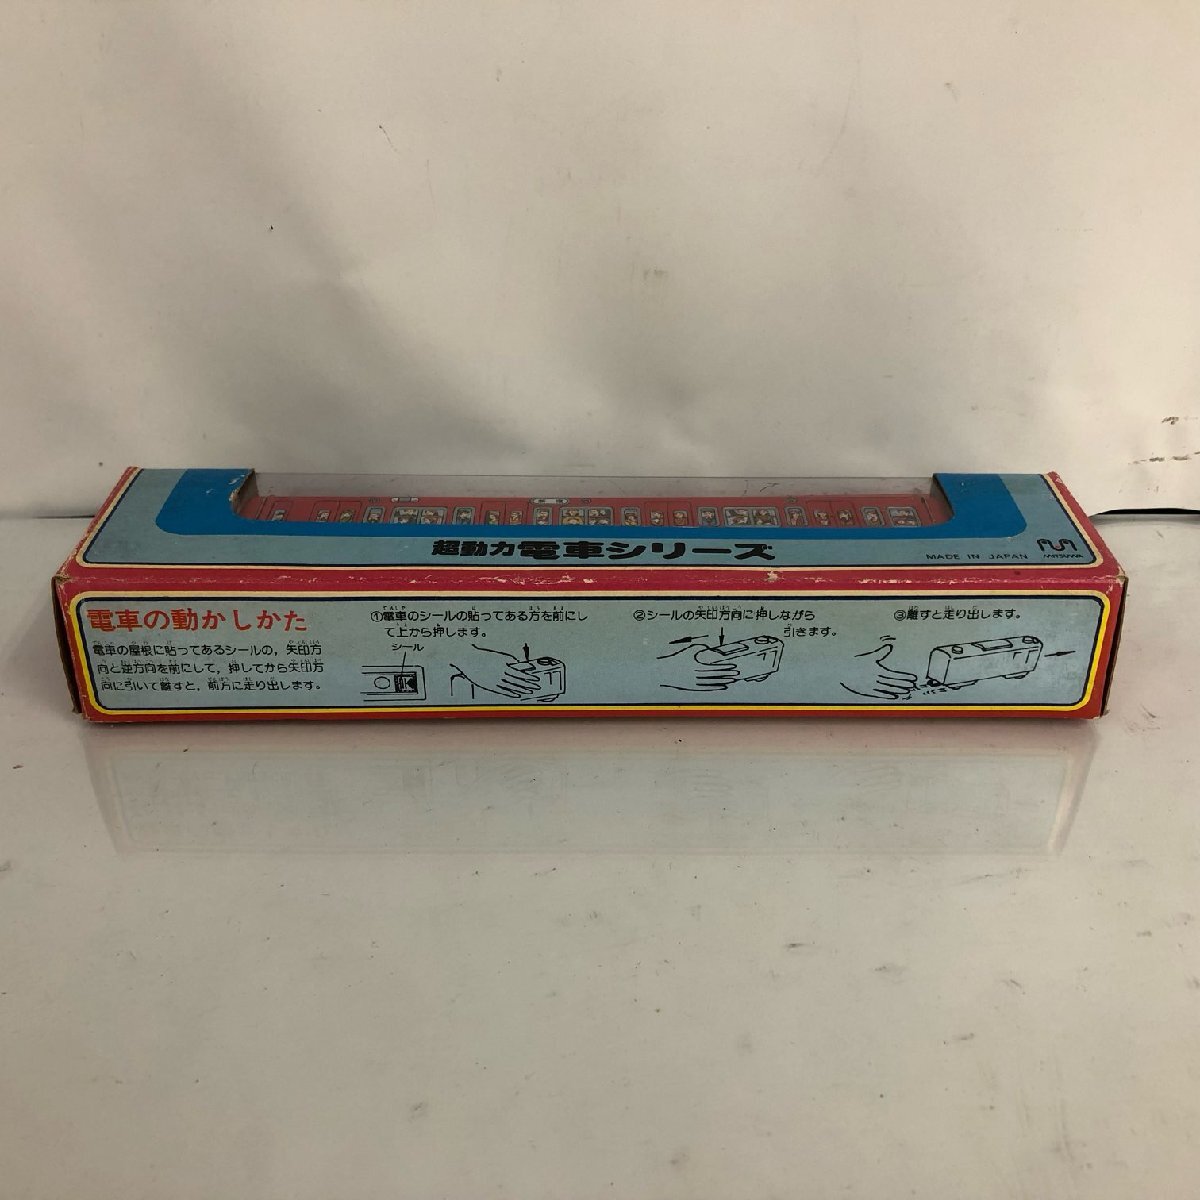 超動力 電車シリーズ
MADE IN JAPAN
MITSUWA
電車の動かしかた
電車の屋根に貼ってあるシールの，矢印方
向と逆方向を前にして，押してから矢印方
向に引いて離すと，前方に走り出します。
①電車のシールの貼ってある方を前にし
て上から押します。
シール
②シールの矢印方向に押しながら
引きます。
③離すと走り出します。